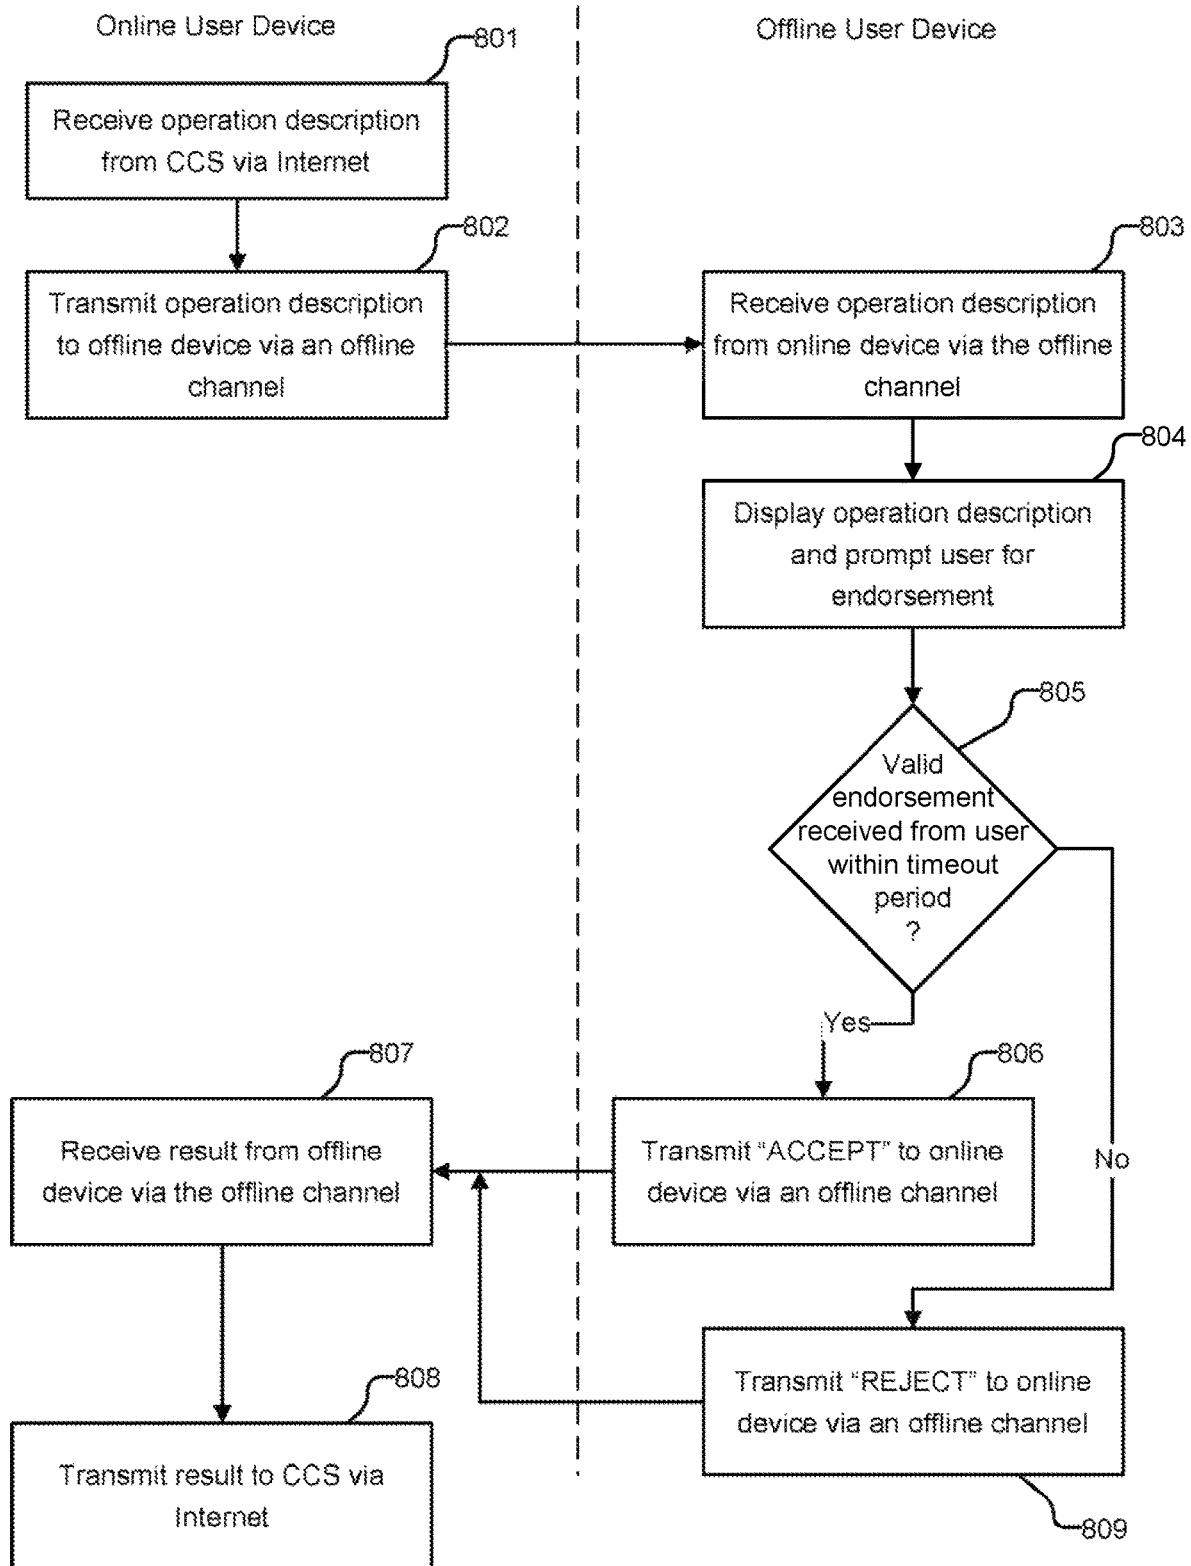 Online User Device
Offline User Device
801
Receive operation description
from CCS via Internet
802
Transmit operation description
to offline device via an offline
channel
803
Receive operation description
from online device via the offline
channel
804
Display operation description
and prompt user for
endorsement
805
Valid
endorsement
received from user
within timeout
period
?
Yes
No
806
Transmit “ACCEPT” to online
device via an offline channel
807
Receive result from offline
device via the offline channel
808
Transmit result to CCS via
Internet
Transmit “REJECT” to online
device via an offline channel
809